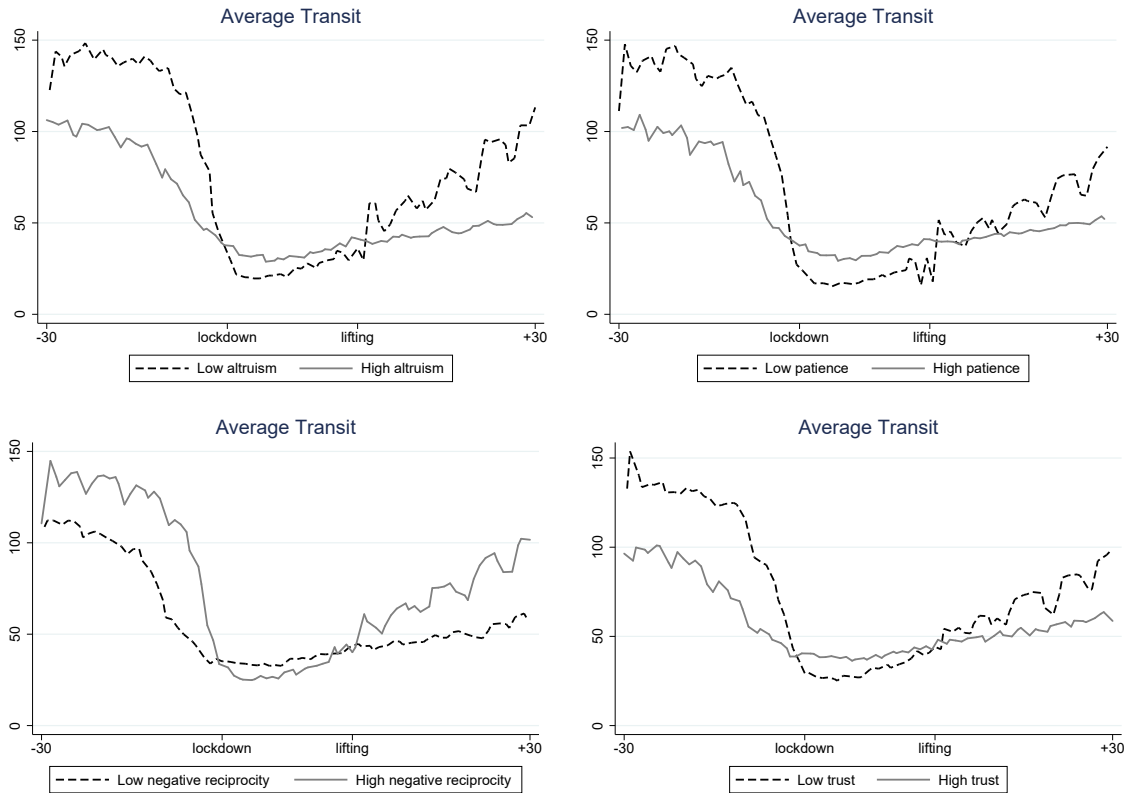 Average Transit
150
100
50
0
-30 lockdown lifting +30
Low altruism High altruism
Average Transit
150
100
50
0
-30 lockdown lifting +30
Low patience High patience
Average Transit
150
100
50
0
-30 lockdown lifting +30
Low negative reciprocity High negative reciprocity
Average Transit
150
100
50
0
-30 lockdown lifting +30
Low trust High trust